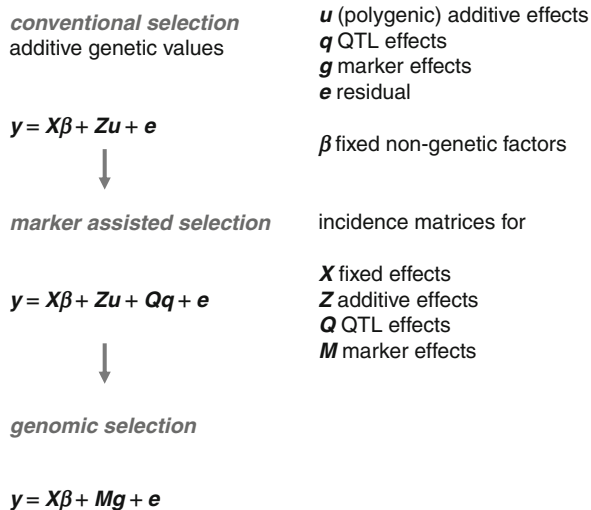 conventional selection
additive genetic values
y = Xβ + Zu + e
marker assisted selection
y = Xβ + Zu + Qq + e
genomic selection
y = Xβ + Mg + e
u (polygenic) additive effects
q QTL effects
g marker effects
e residual
β fixed non-genetic factors
incidence matrices for
X fixed effects
Z additive effects
Q QTL effects
M marker effects